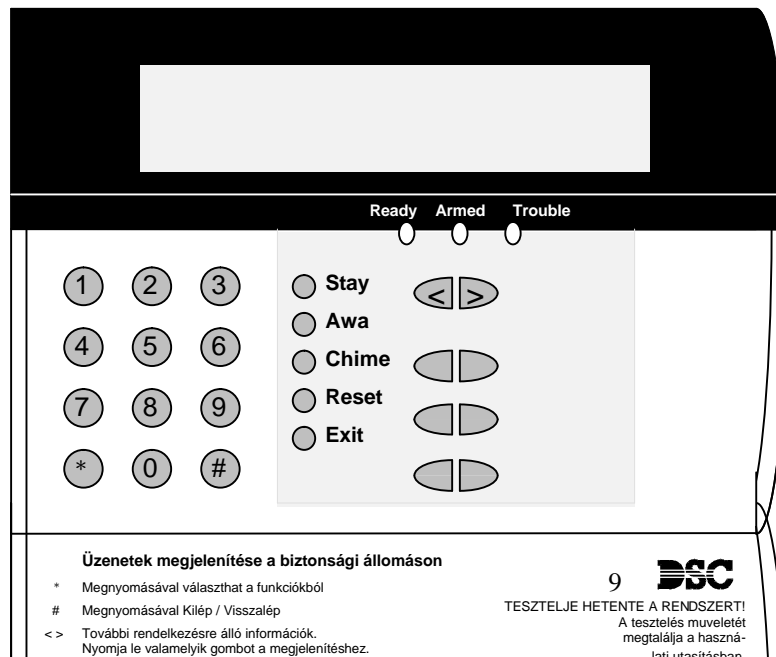 Ready Armed Trouble
1 2 3
Stay
< >
Awa
4 5 6
Chime
7 8 9
Reset
Exit
* 0 #
Üzenetek megjelenítése a biztonsági állomáson
* Megnyomásával választhat a funkciókból
# Megnyomásával Kilép / Visszalép
< > További rendelkezésre álló információk.
Nyomja le valamelyik gombot a megjelenítéshez.
9 DSC
TESZTELJE HETENTE A RENDSZERT!
A tesztelés muveletét
megtalálja a haszná-
lati utasításban.